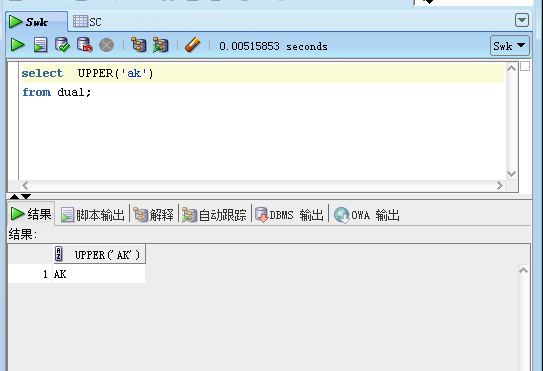 Swk SC
0.00515853 seconds Swk
select UPPER('ak')
from dual;
结果 脚本输出 解释 自动跟踪 DBMS 输出 OWA 输出
结果:
UPPER('AK')
1 AK